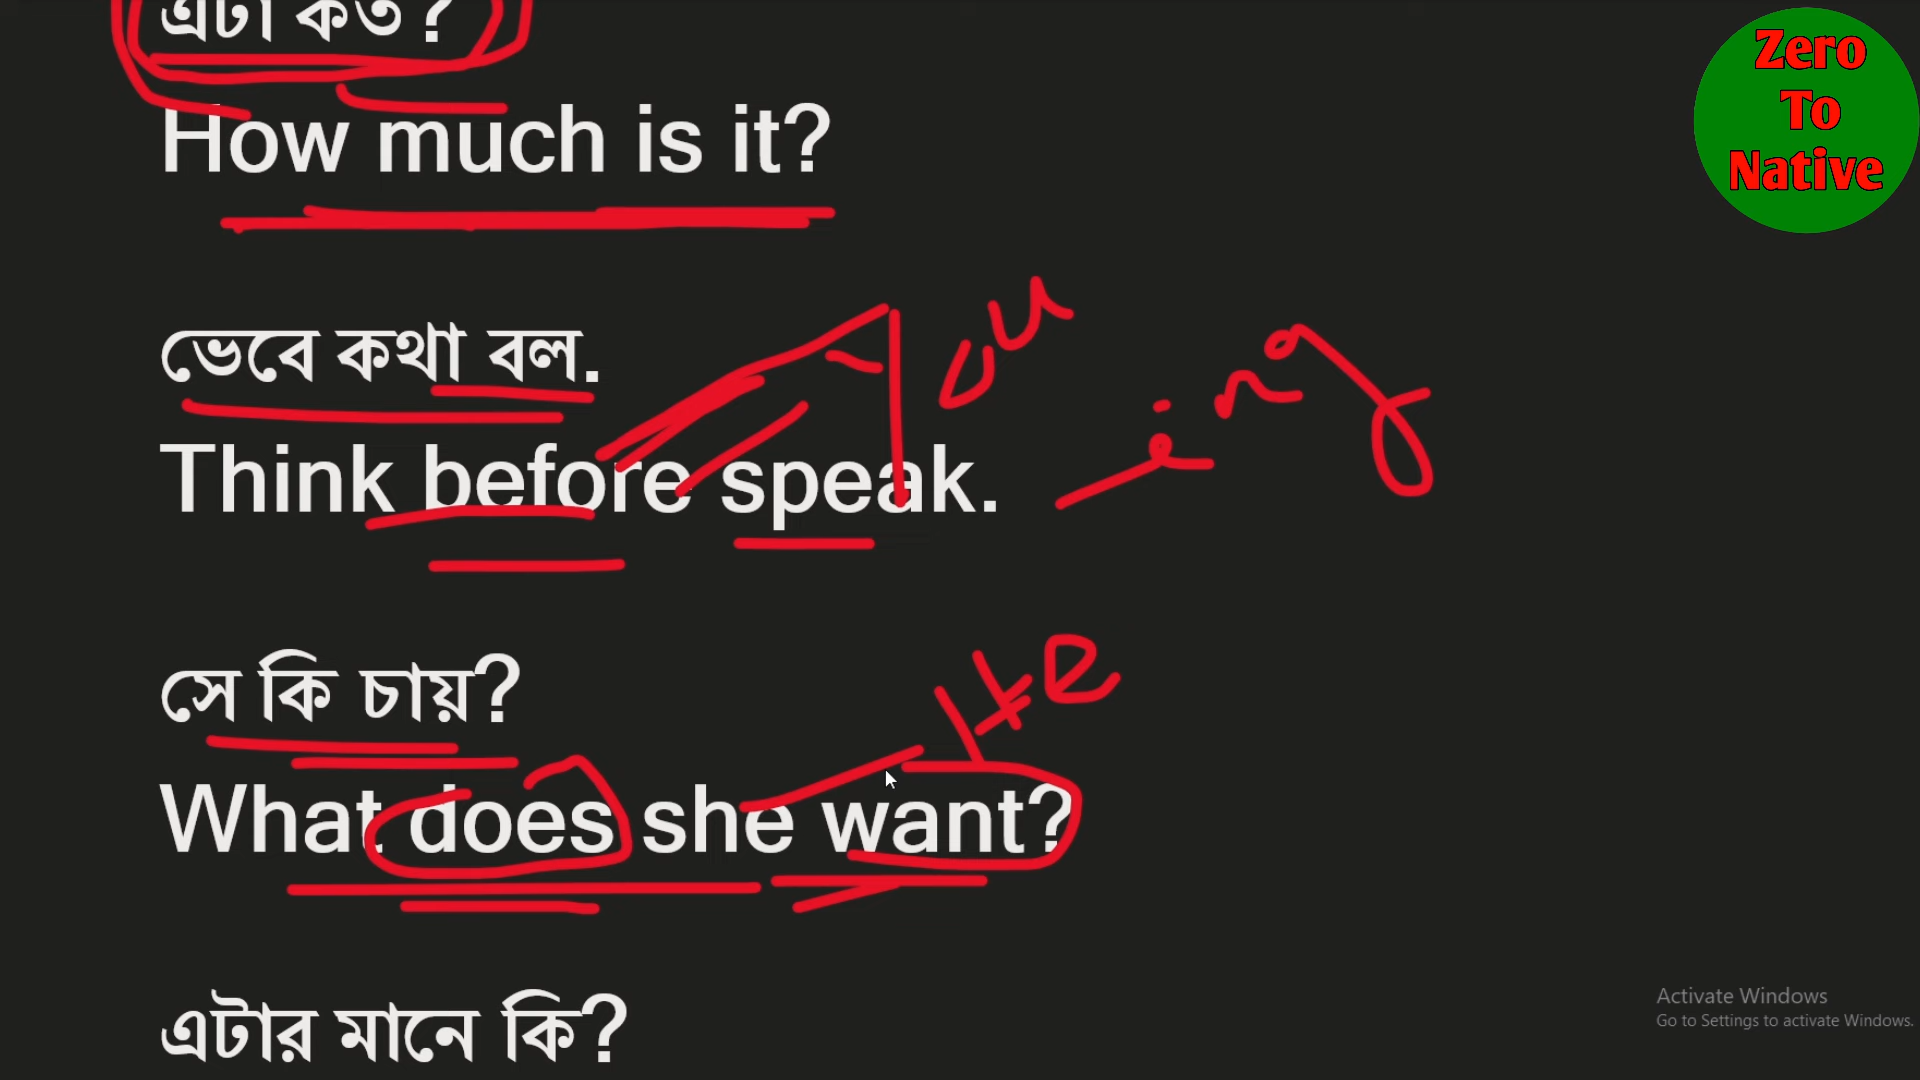 এটা কত?
How much is it?
ভেবে কথা বল.
you
ing
Think before speak.
সে কি চায়?
He
What does she want?
এটার মানে কি?
Zero
To
Native
Activate Windows
Go to Settings to activate Windows.